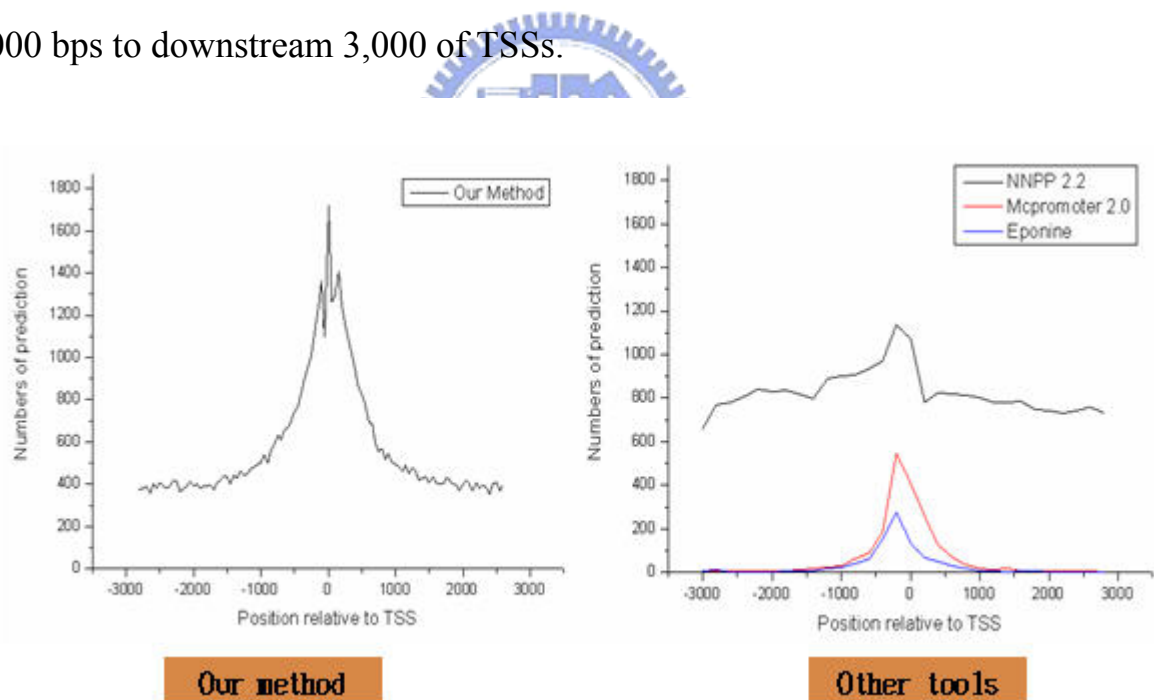 000 bps to downstream 3,000 of TSSs.
1800
1600
1400
1200
1000
800
600
400
200
0
Numbers of prediction
Our Method
-3000 -2000 -1000 0 1000 2000 3000
Position relative to TSS
Our method
1800
1600
1400
1200
1000
800
600
400
200
0
Numbers of prediction
NNPP 2.2
Mcpromoter 2.0
Eponine
-3000 -2000 -1000 0 1000 2000 3000
Position relative to TSS
Other tools